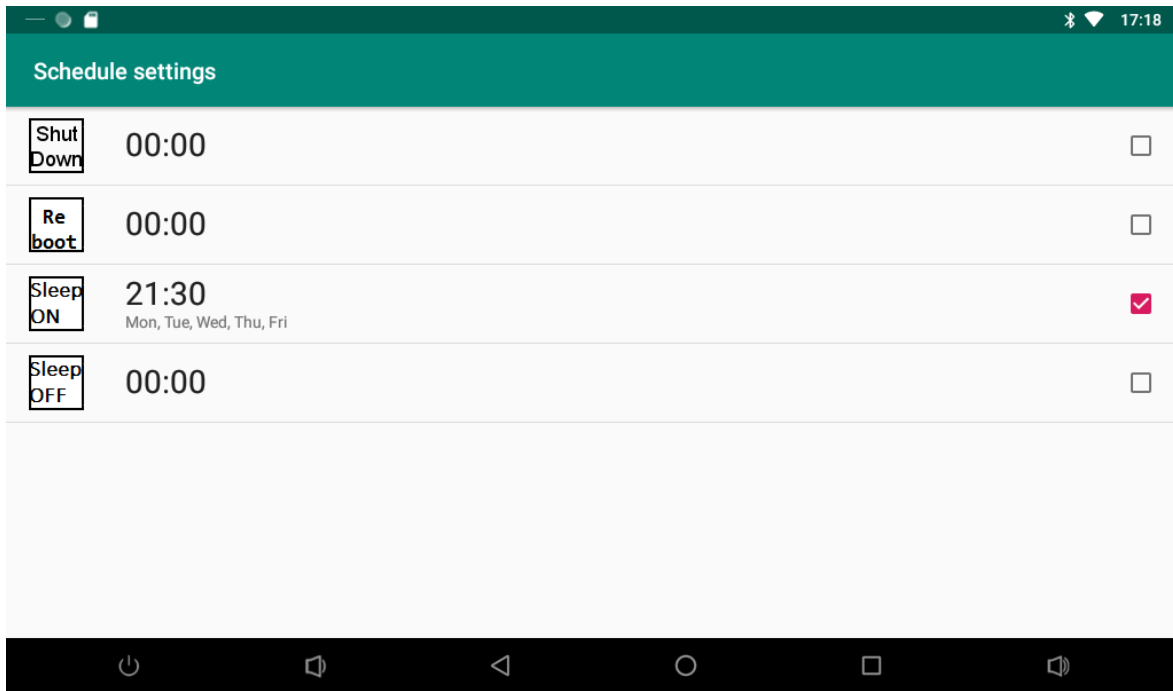 17:18
Schedule settings
Shut
Down
00:00
Re
boot
00:00
Sleep
ON
21:30
Mon, Tue, Wed, Thu, Fri
Sleep
OFF
00:00